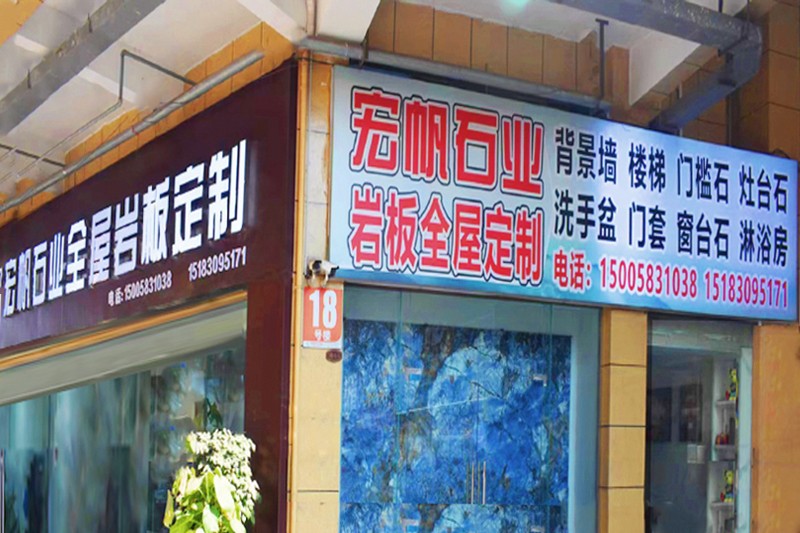 宏帆石业全屋岩板定制
电话:15005831038 15183095171
宏帆石业
岩板全屋定制
背景墙 楼梯 门槛石 灶台石
洗手盆 门套 窗台石 淋浴房
电话：15005831038 15183095171
18
号楼